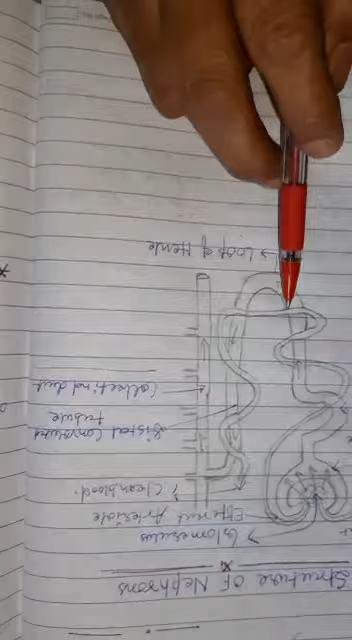 Structure of Nephrons
Glomerulus
Efferent Arteriole
Clean blood
Distal Convoluted
tubule
Collecting duct
Loop of Henle